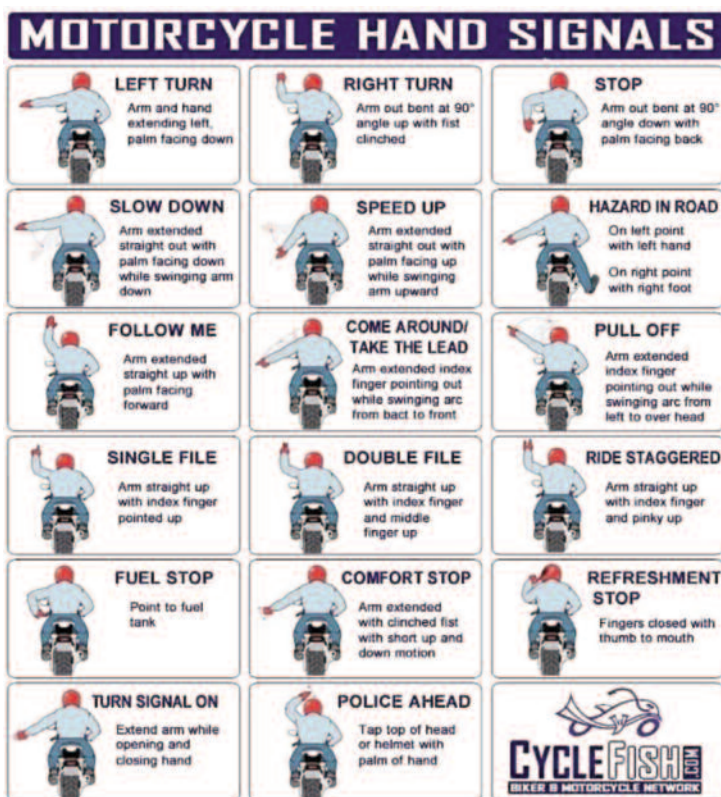 MOTORCYCLE HAND SIGNALS
LEFT TURN
Arm and hand
extending left,
palm facing down
RIGHT TURN
Arm out bent at 90°
angle up with fist
clinched
STOP
Arm out bent at 90°
angle down with
palm facing back
SLOW DOWN
Arm extended
straight out with
palm facing down
while swinging arm
down
SPEED UP
Arm extended
straight out with
palm facing up
while swinging
arm upward
HAZARD IN ROAD
On left point
with left hand
On right point
with right foot
FOLLOW ME
Arm extended
straight up with
palm facing
forward
COME AROUND/
TAKE THE LEAD
Arm extended index
finger pointing out
while swinging arc
from bact to front
PULL OFF
Arm extended
index finger
pointing out while
swinging arc from
left to over head
SINGLE FILE
Arm straight up
with index finger
pointed up
DOUBLE FILE
Arm straight up
with index finger
and middle
finger up
RIDE STAGGERED
Arm straight up
with index finger
and pinky up
FUEL STOP
Point to fuel
tank
COMFORT STOP
Arm extended
with clinched fist
with short up and
down motion
REFRESHMENT
STOP
Fingers closed with
thumb to mouth
TURN SIGNAL ON
Extend arm while
opening and
closing hand
POLICE AHEAD
Tap top of head
or helmet with
palm of hand
CYCLEFISH.COM
BIKER & MOTORCYCLE NETWORK